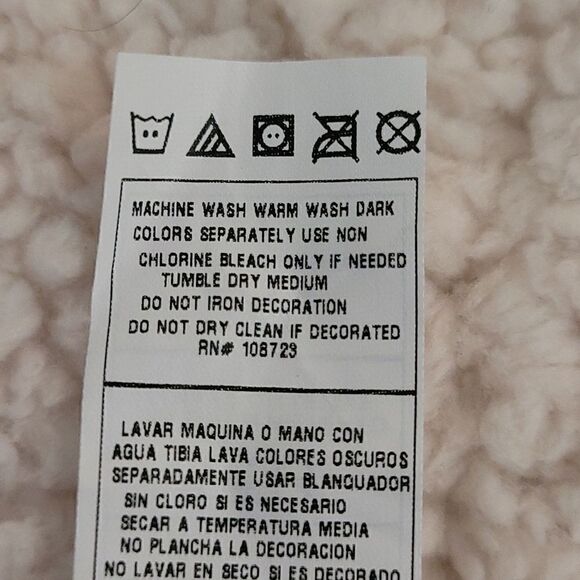 MACHINE WASH WARM WASH DARK
COLORS SEPARATELY USE NON
CHLORINE BLEACH ONLY IF NEEDED
TUMBLE DRY MEDIUM
DO NOT IRON DECORATION
DO NOT DRY CLEAN IF DECORATED
RN# 108729
LAVAR MAQUINA O MANO CON
AGUA TIBIA LAVA COLORES OSCUROS
SEPARADAMENTE USAR BLANQUADOR
SIN CLORO SI ES NECESARIO
SECAR A TEMPERATURA MEDIA
NO PLANCHA LA DECORACION
NO LAVAR EN SECO SI ES DECORADO